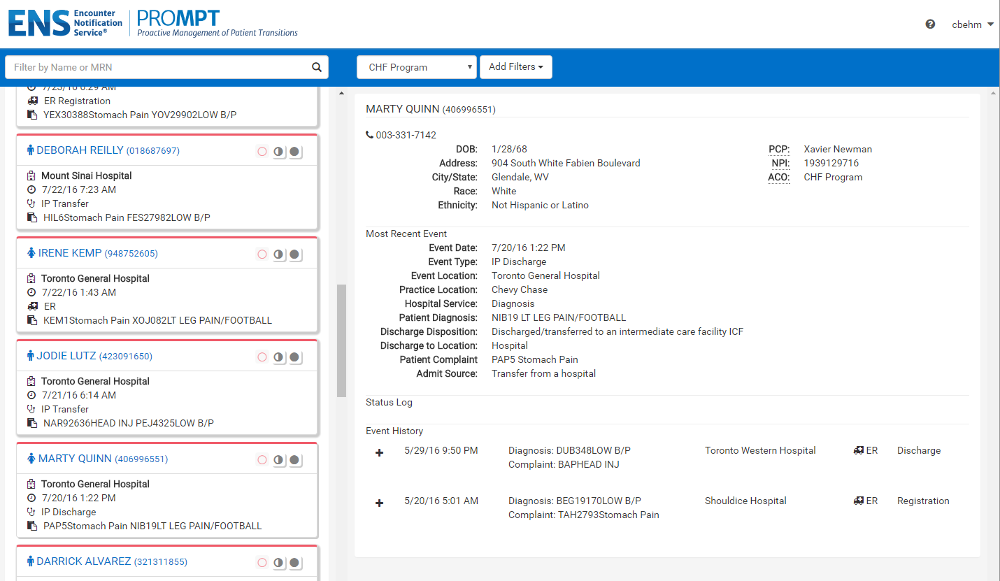 ENS Encounter Notification Service®
PROMPT
Proactive Management of Patient Transitions
cbehm
Filter by Name or MRN
CHF Program
Add Filters
7/23/16 6:29 AM
ER Registration
YEX30388Stomach Pain YOV29902LOW B/P
DEBORAH REILLY (018687697)
Mount Sinai Hospital
7/22/16 7:23 AM
IP Transfer
HIL6Stomach Pain FES27982LOW B/P
IRENE KEMP (948752605)
Toronto General Hospital
7/22/16 1:43 AM
ER
KEM1Stomach Pain XOJ082LT LEG PAIN/FOOTBALL
JODIE LUTZ (423091650)
Toronto General Hospital
7/21/16 6:14 AM
IP Transfer
NAR92636HEAD INJ PEJ4325LOW B/P
MARTY QUINN (406996551)
Toronto General Hospital
7/20/16 1:22 PM
IP Discharge
PAP5Stomach Pain NIB19LT LEG PAIN/FOOTBALL
DARRICK ALVAREZ (321311855)
MARTY QUINN (406996551)
003-331-7142
DOB: 1/28/68 PCP: Xavier Newman
Address: 904 South White Fabien Boulevard NPI: 1939129716
City/State: Glendale, WV ACO: CHF Program
Race: White
Ethnicity: Not Hispanic or Latino
Most Recent Event
Event Date: 7/20/16 1:22 PM
Event Type: IP Discharge
Event Location: Toronto General Hospital
Practice Location: Chevy Chase
Hospital Service: Diagnosis
Patient Diagnosis: NIB19 LT LEG PAIN/FOOTBALL
Discharge Disposition: Discharged/transferred to an intermediate care facility ICF
Discharge to Location: Hospital
Patient Complaint PAP5 Stomach Pain
Admit Source: Transfer from a hospital
Status Log
Event History
5/29/16 9:50 PM Diagnosis: DUB348LOW B/P Toronto Western Hospital ER Discharge
Complaint: BAPHEAD INJ
5/20/16 5:01 AM Diagnosis: BEG19170LOW B/P Shouldice Hospital ER Registration
Complaint: TAH2793Stomach Pain